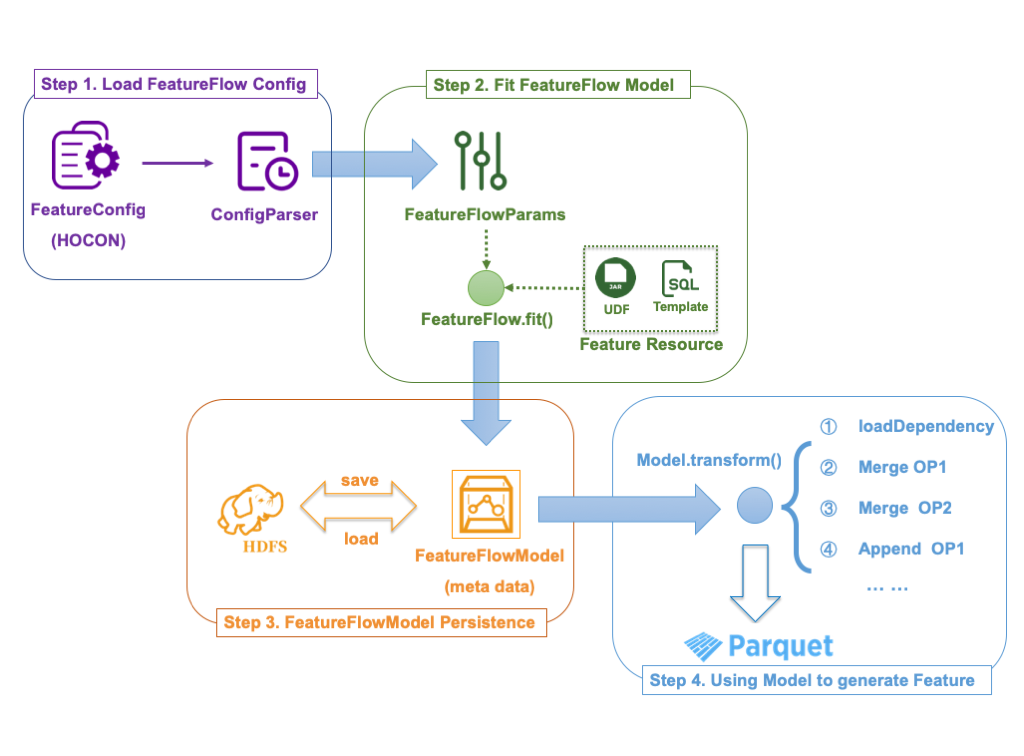 Step 1. Load FeatureFlow Config
FeatureConfig
(HOCON)
ConfigParser
Step 2. Fit FeatureFlow Model
FeatureFlowParams
FeatureFlow.fit()
JAR
UDF
SQL
Template
Feature Resource
HDFS
save
load
FeatureFlowModel
(meta data)
Step 3. FeatureFlowModel Persistence
Model.transform()
① loadDependency
② Merge OP1
③ Merge OP2
④ Append OP1
... ...
Parquet
Step 4. Using Model to generate Feature